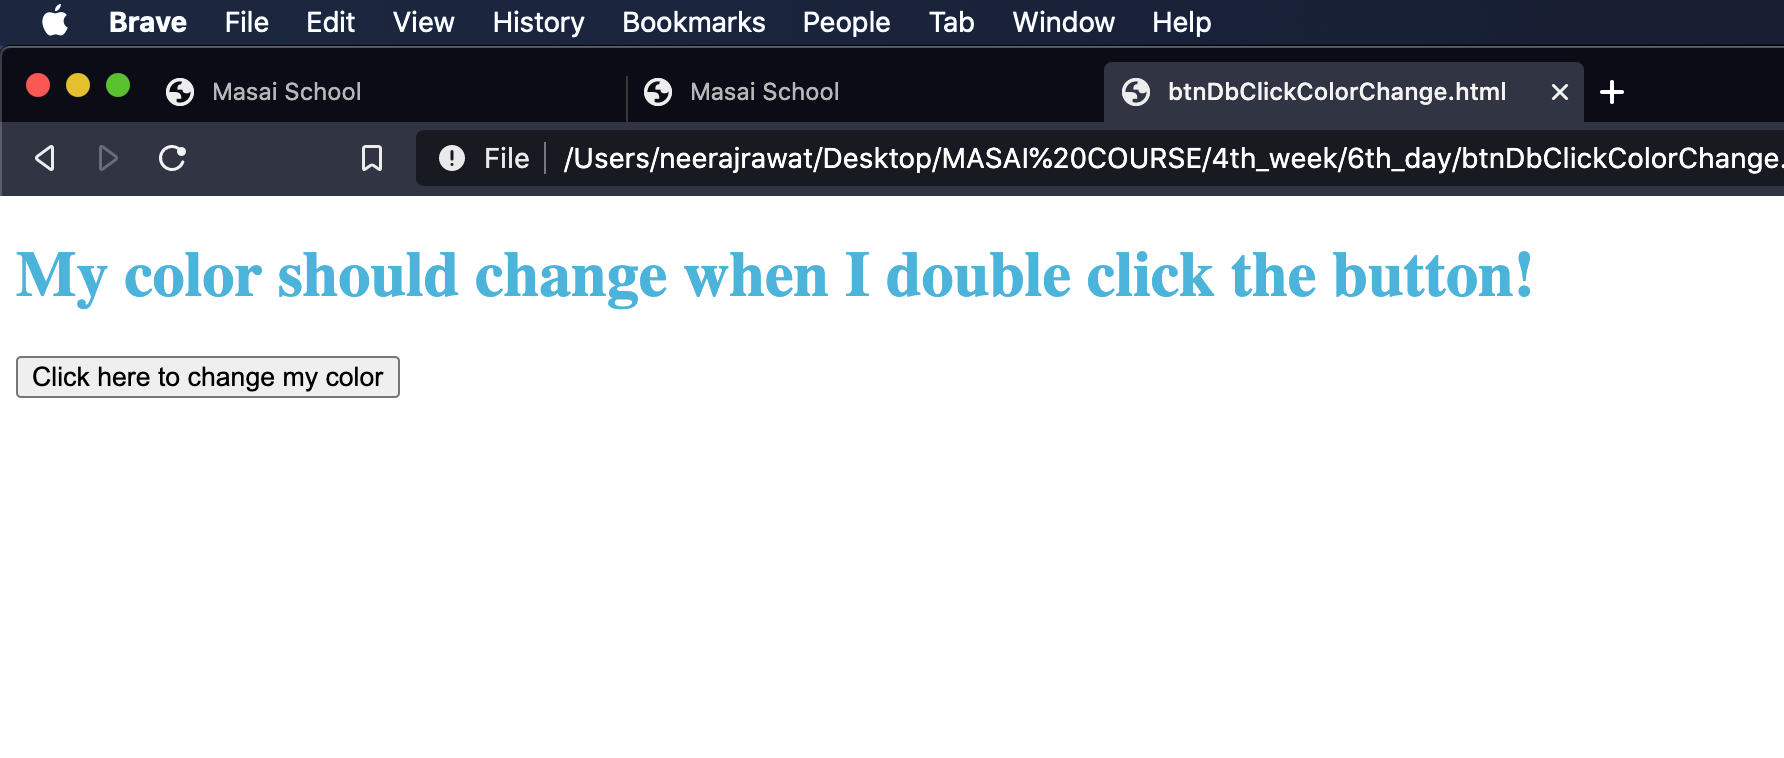 Brave File Edit View History Bookmarks People Tab Window Help
Masai School Masai School btnDbClickColorChange.html
File /Users/neerajrawat/Desktop/MASAI%20COURSE/4th_week/6th_day/btnDbClickColorChange.
My color should change when I double click the button!
Click here to change my color